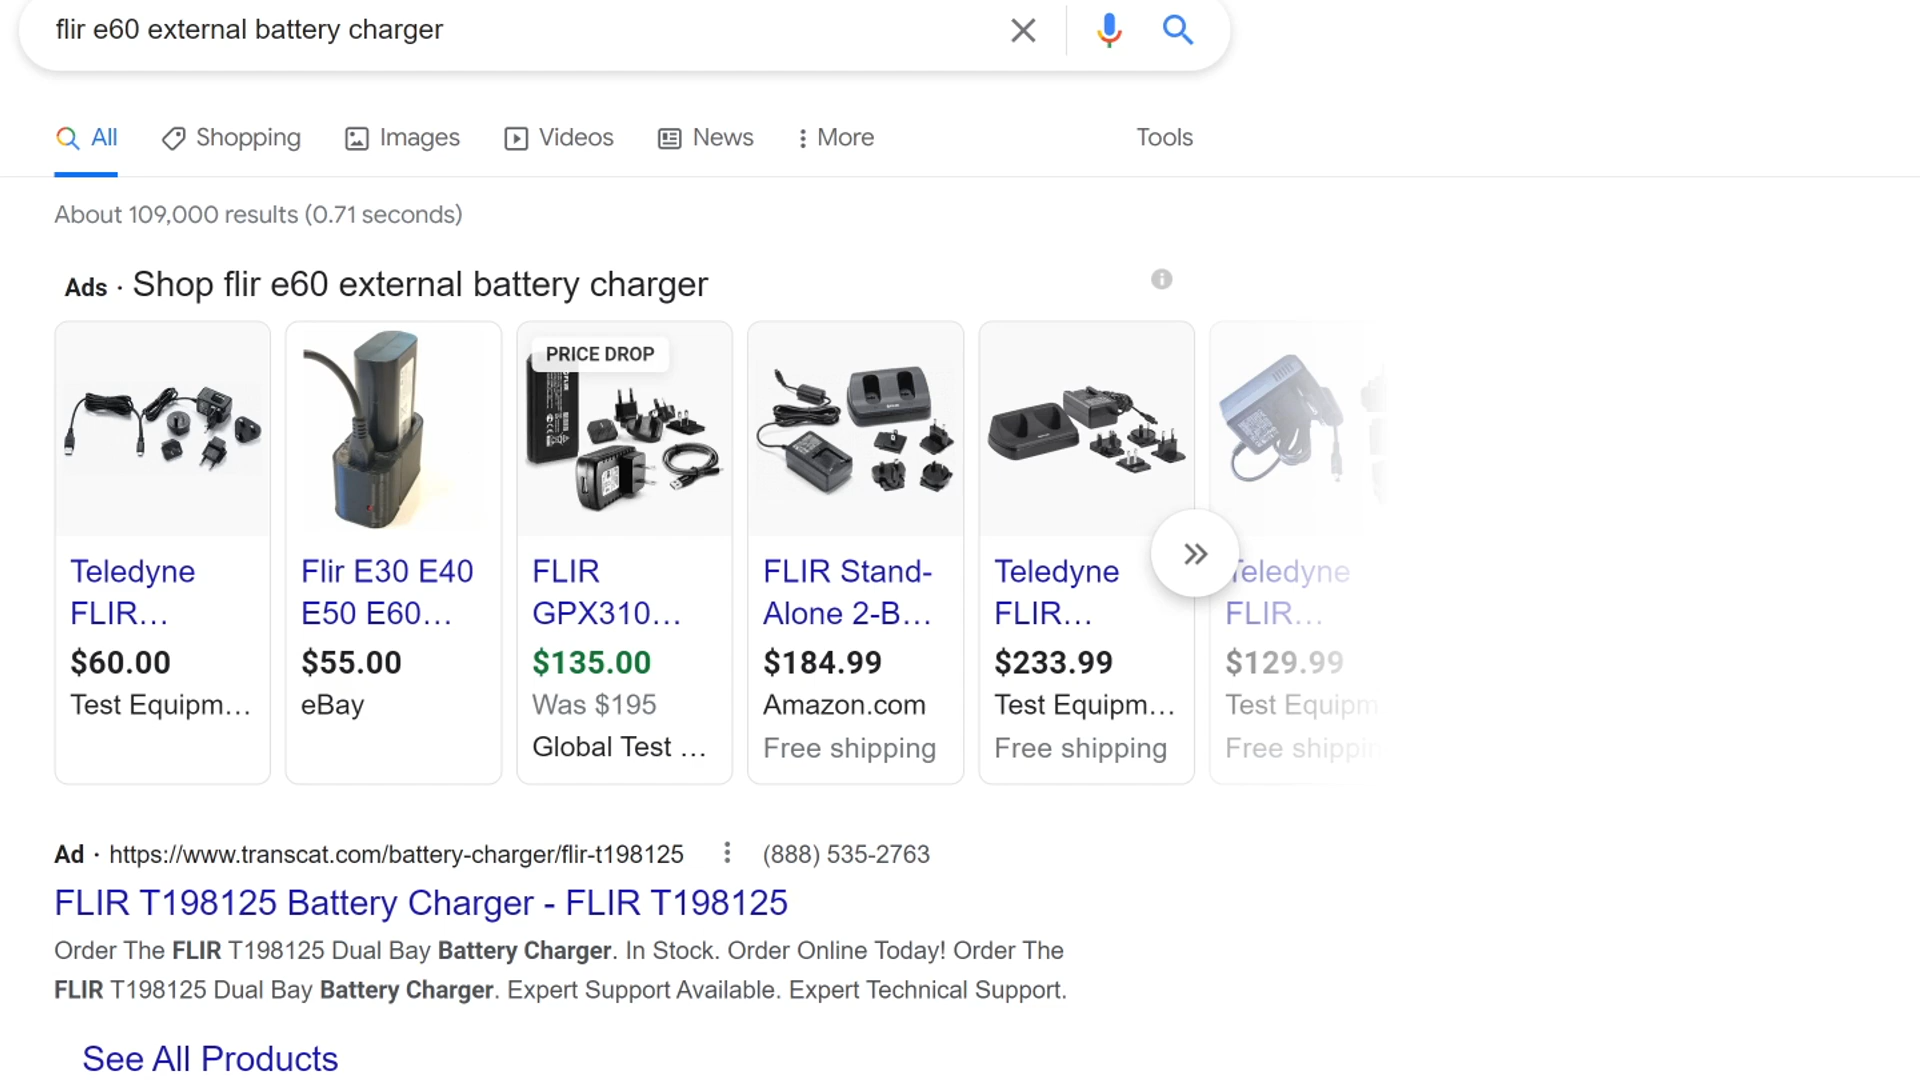 flir e60 external battery charger
All Shopping Images Videos News More Tools
About 109,000 results (0.71 seconds)
Ads · Shop flir e60 external battery charger
PRICE DROP
Teledyne
FLIR...
$60.00
Test Equipm...
Flir E30 E40
E50 E60...
$55.00
eBay
FLIR
GPX310...
$135.00
Was $195
Global Test ...
FLIR Stand-
Alone 2-B...
$184.99
Amazon.com
Free shipping
Teledyne
FLIR...
$233.99
Test Equipm...
Free shipping
Teledyne
FLIR...
$129.99
Test Equipm
Free shippin
Ad · https://www.transcat.com/battery-charger/flir-t198125 (888) 535-2763
FLIR T198125 Battery Charger - FLIR T198125
Order The FLIR T198125 Dual Bay Battery Charger. In Stock. Order Online Today! Order The
FLIR T198125 Dual Bay Battery Charger. Expert Support Available. Expert Technical Support.
See All Products